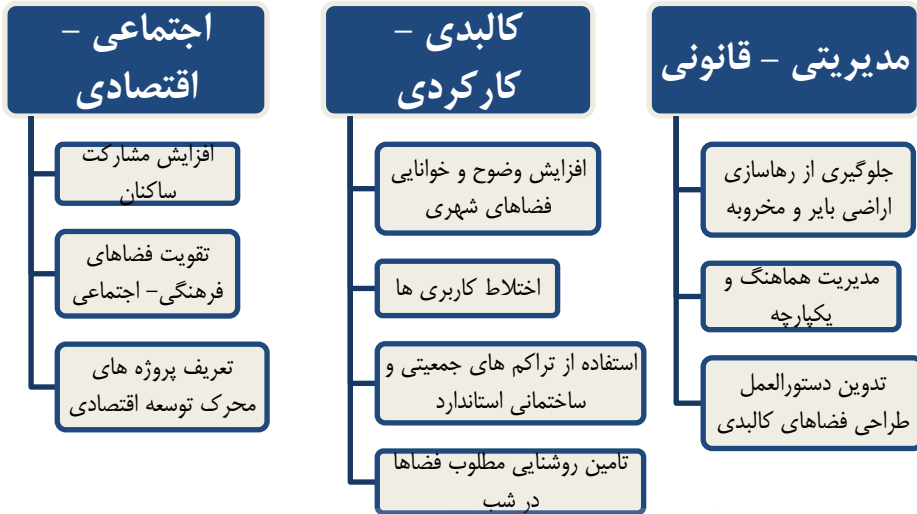 مدیریتی – قانونی
جلوگیری از رهاسازی
اراضی بایر و مخروبه
مدیریت هماهنگ و
یکپارچه
تدوین دستورالعمل
طراحی فضاهای کالبدی
کالبدی –
کارکردی
افزایش وضوح و خوانایی
فضاهای شهری
اختلاط کاربری ها
استفاده از تراکم های جمعیتی و
ساختمانی استاندارد
تامین روشنایی مطلوب فضاها
در شب
اجتماعی –
اقتصادی
افزایش مشارکت
ساکنان
تقویت فضاهای
فرهنگی- اجتماعی
تعریف پروژه های
محرک توسعه اقتصادی